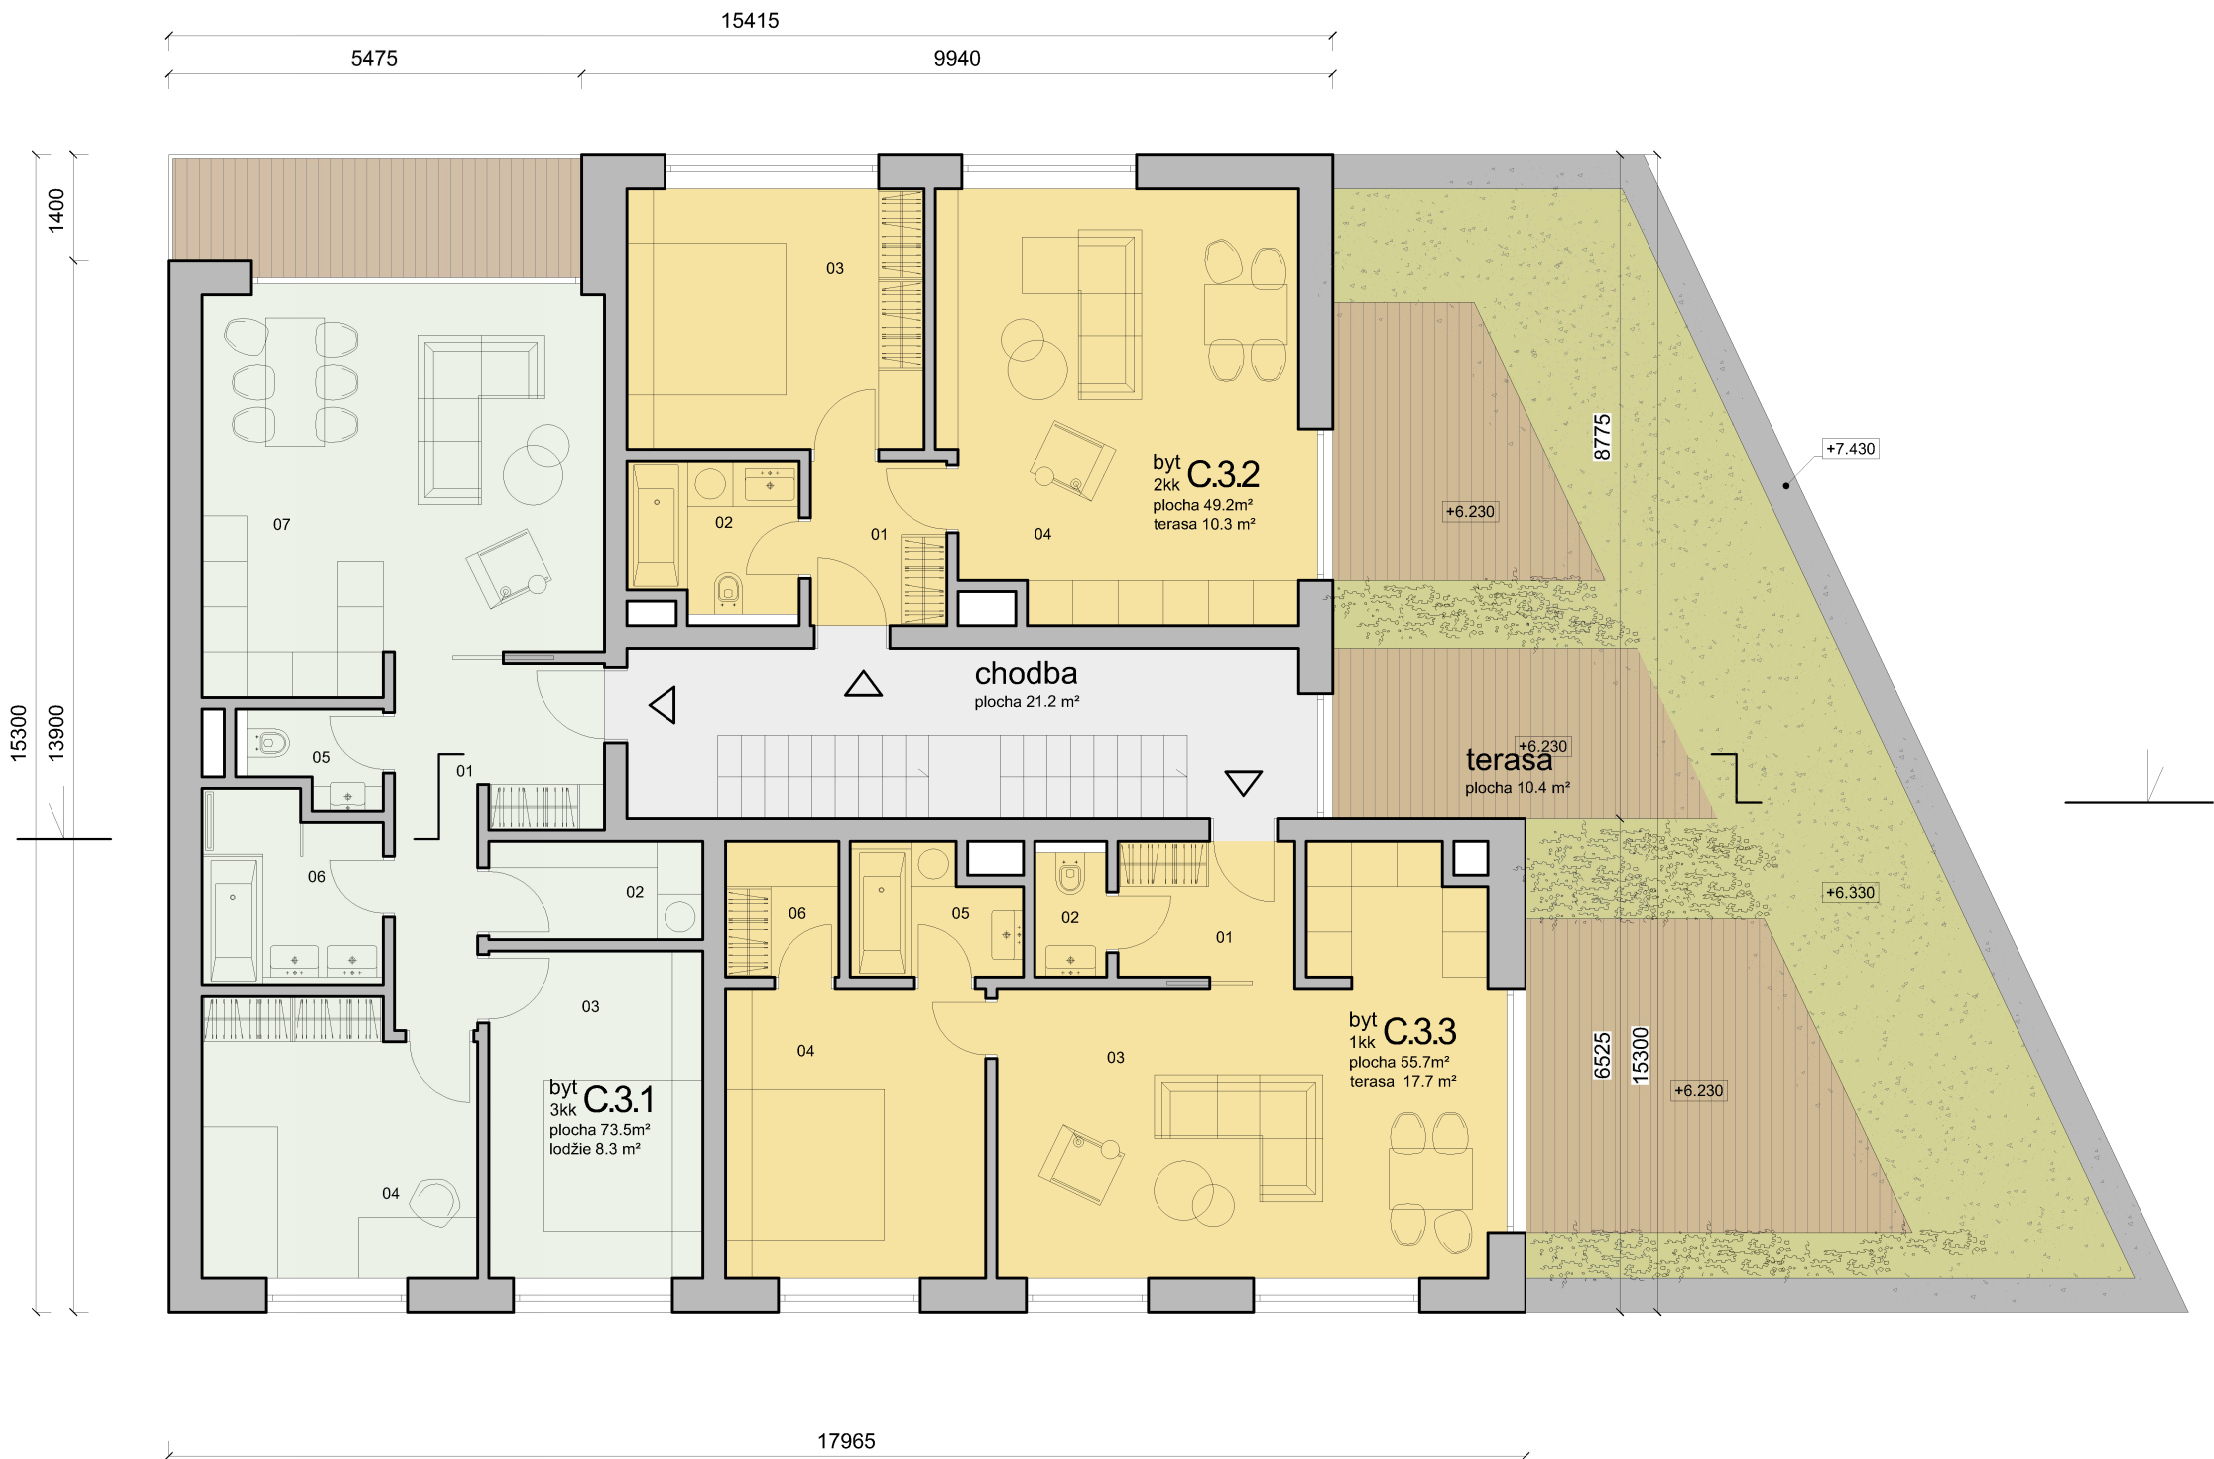 15415
5475
9940
1400
15300
13900
03
07
02
01
04
byt
2kk
C.3.2
plocha 49.2m²
terasa 10.3 m²
8775
+7.430
+6.230
chodba
plocha 21.2 m²
+6.230
terasa
plocha 10.4 m²
05
01
06
02
03
04
byt
3kk
C.3.1
plocha 73.5m²
lodžie 8.3 m²
06
05
02
01
04
03
byt
1kk
C.3.3
plocha 55.7m²
terasa 17.7 m²
+6.330
6525
15300
+6.230
17965